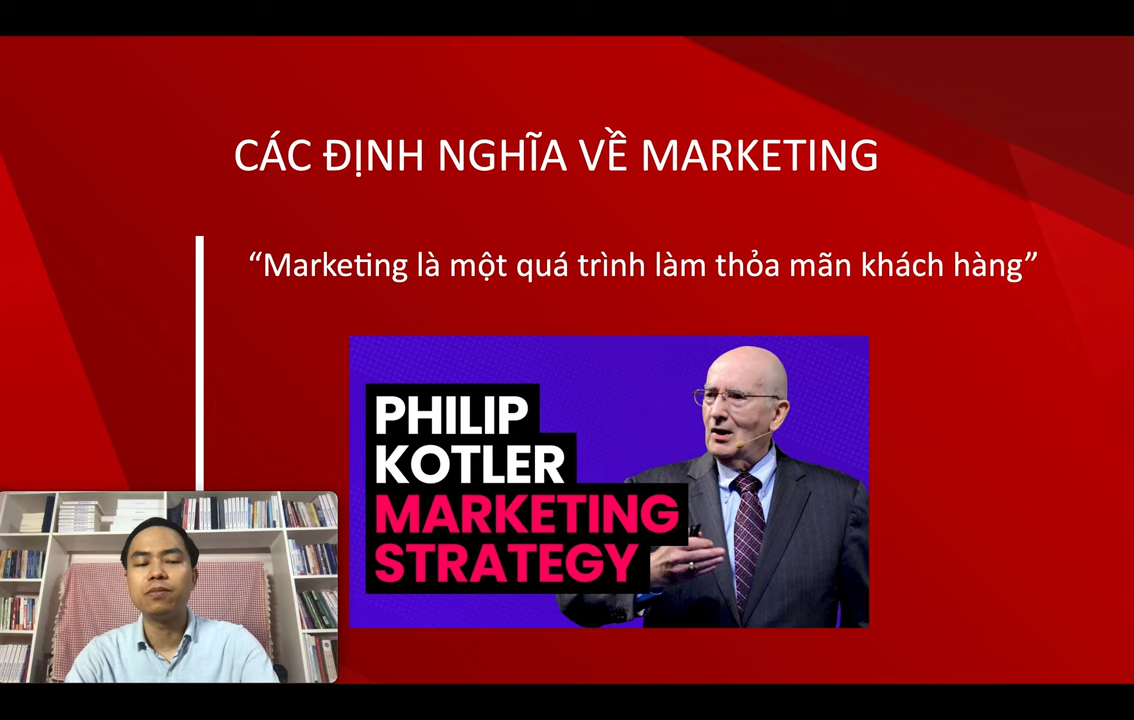 CÁC ĐỊNH NGHĨA VỀ MARKETING
“Marketing là một quá trình làm thỏa mãn khách hàng”
PHILIP
KOTLER
MARKETING
STRATEGY